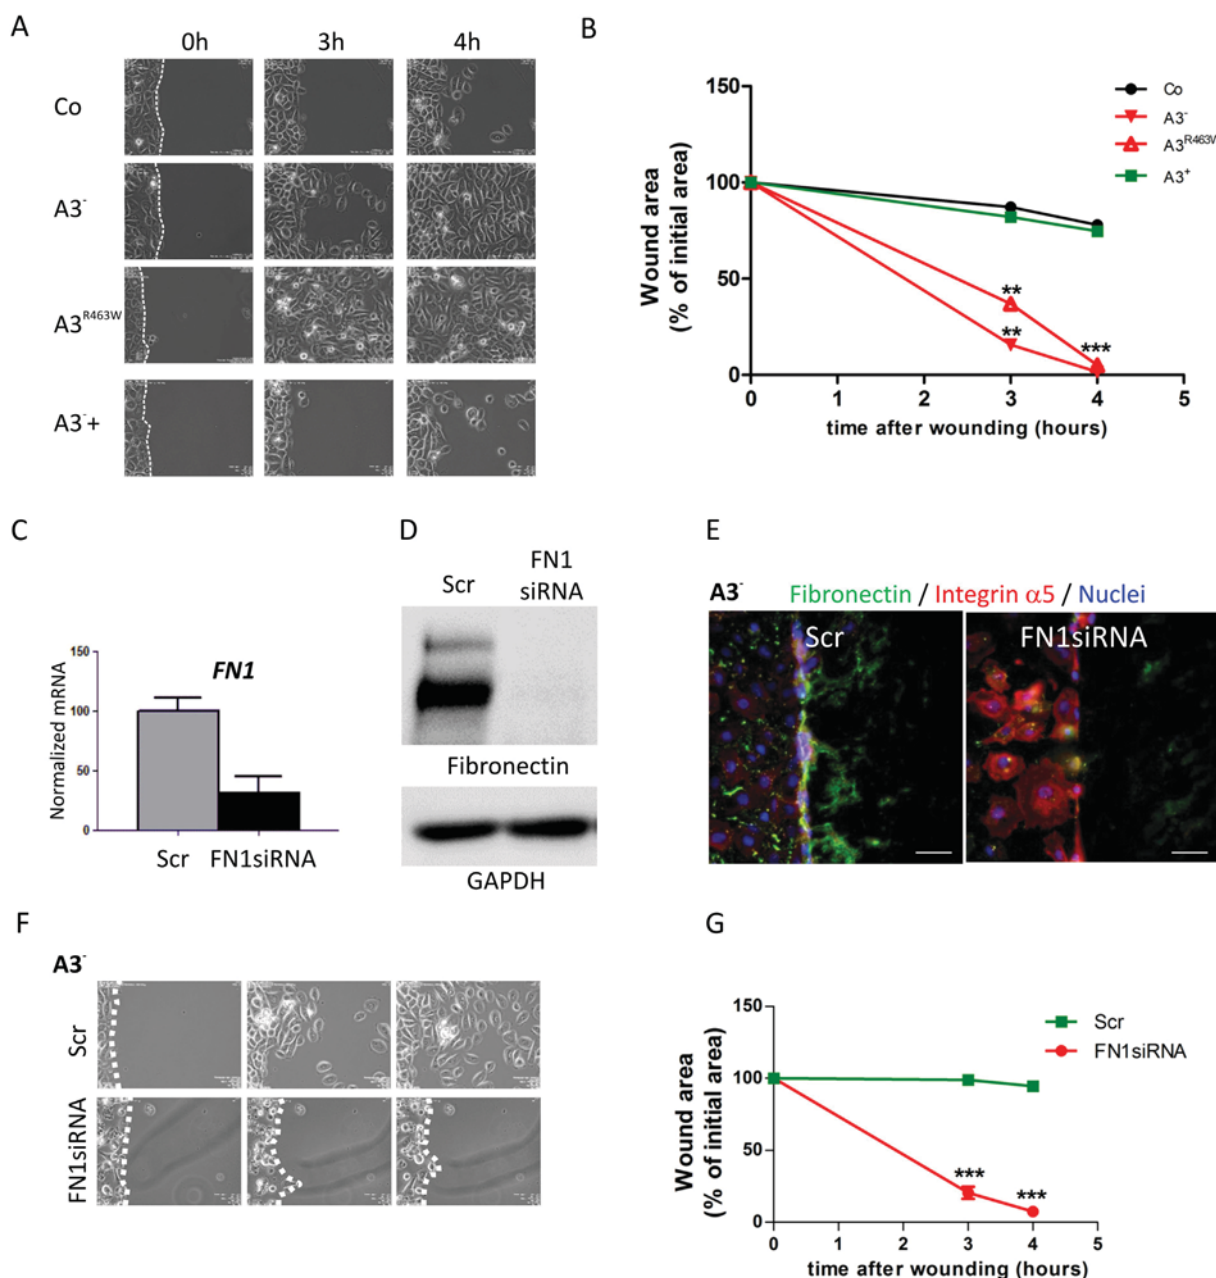 A
0h 3h 4h
Co
A3-
A3R463W
A3-+
B
150
100
50
0
0 1 2 3 4 5
Wound area
(% of initial area)
time after wounding (hours)
Co
A3-
A3R463W
A3+
**
**
***
C
FN1
150
100
50
0
Normalized mRNA
Scr FN1siRNA
D
Scr
FN1
siRNA
Fibronectin
GAPDH
E
A3- Fibronectin / Integrin α5 / Nuclei
Scr FN1siRNA
F
A3-
Scr
FN1siRNA
G
150
100
50
0
0 1 2 3 4 5
Wound area
(% of initial area)
time after wounding (hours)
Scr
FN1siRNA
***
***